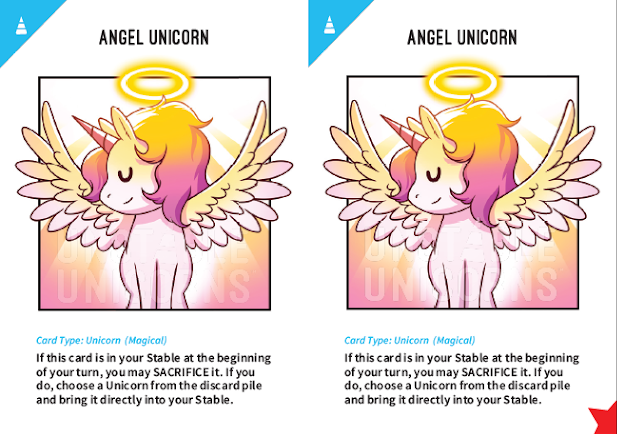 ANGEL UNICORN
UNSTABLE
UNICORNS
Card Type: Unicorn (Magical)
If this card is in your Stable at the beginning
of your turn, you may SACRIFICE it. If you
do, choose a Unicorn from the discard pile
and bring it directly into your Stable.
ANGEL UNICORN
UNSTABLE
UNICORNS
Card Type: Unicorn (Magical)
If this card is in your Stable at the beginning
of your turn, you may SACRIFICE it. If you
do, choose a Unicorn from the discard pile
and bring it directly into your Stable.